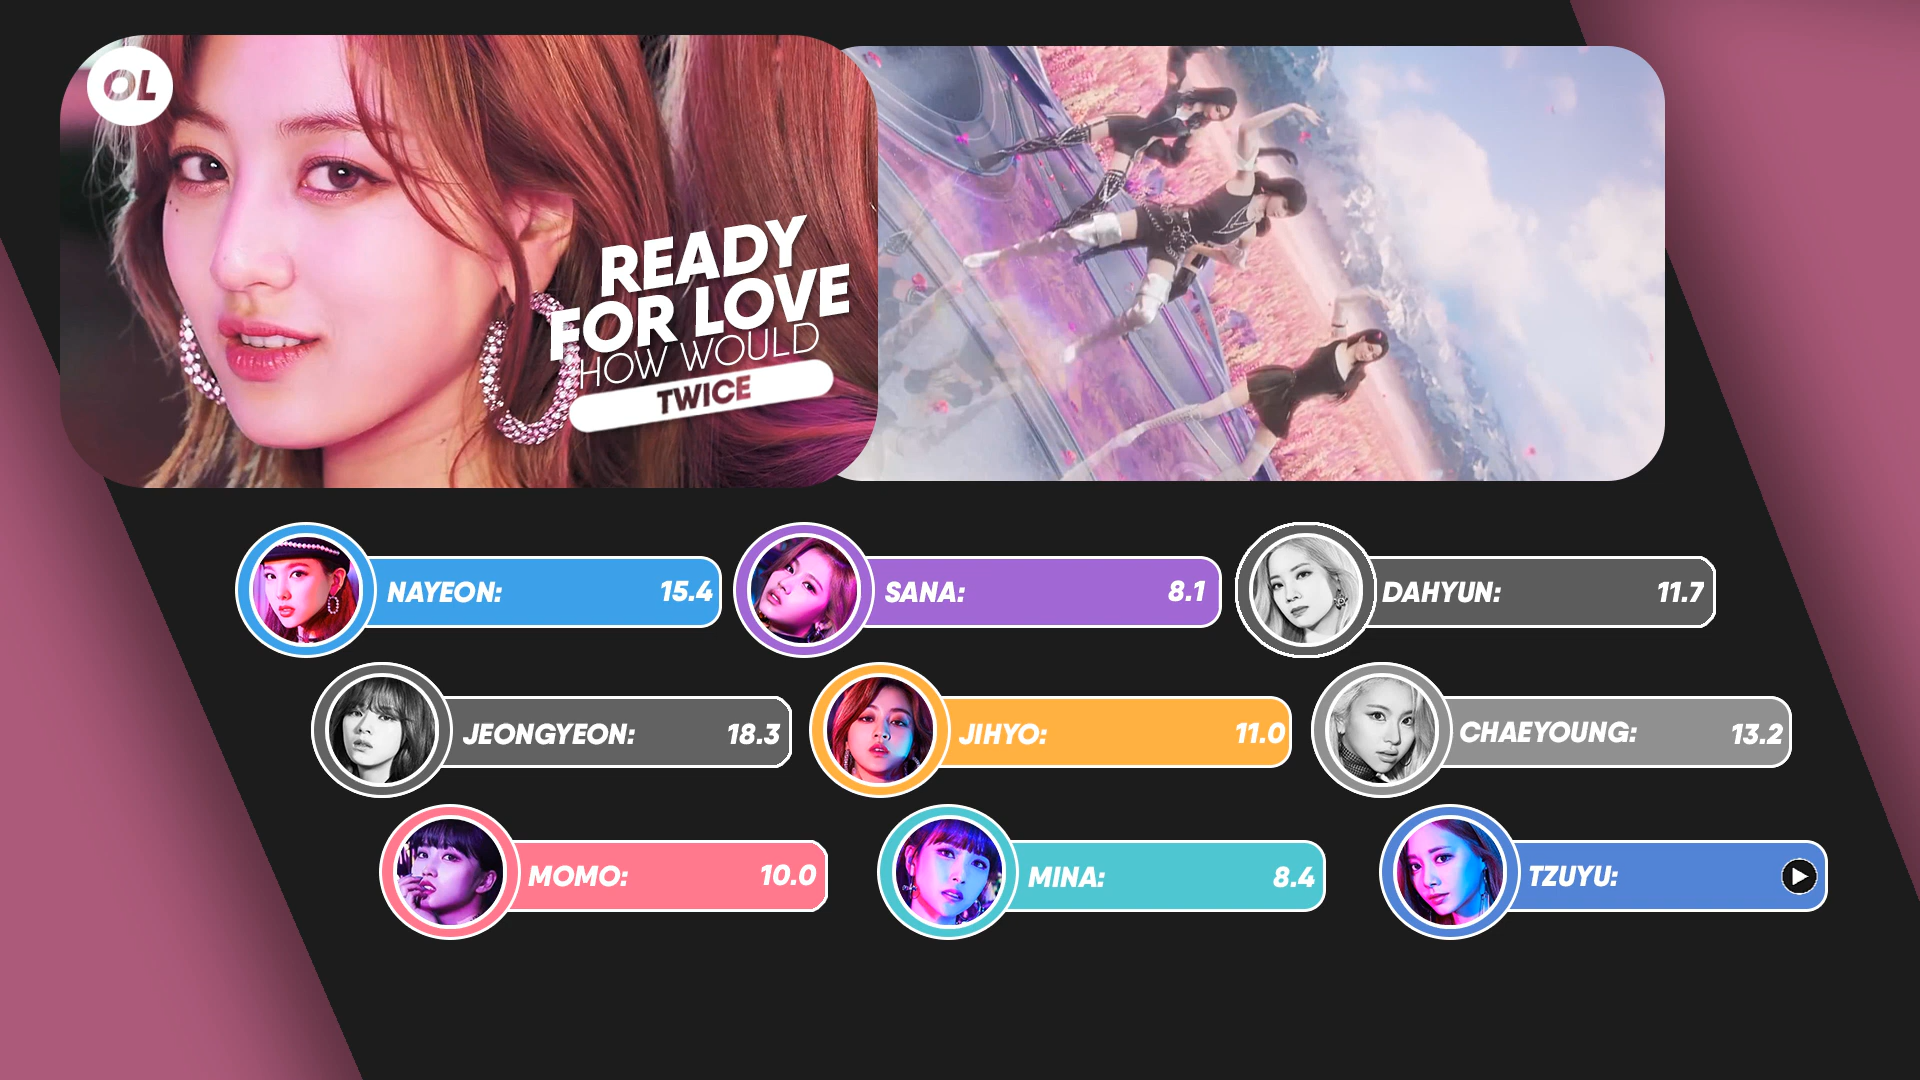 OL
READY
FOR LOVE
HOW WOULD
TWICE
NAYEON: 15.4
SANA: 8.1
DAHYUN: 11.7
JEONGYEON: 18.3
JIHYO: 11.0
CHAEYOUNG: 13.2
MOMO: 10.0
MINA: 8.4
TZUYU: